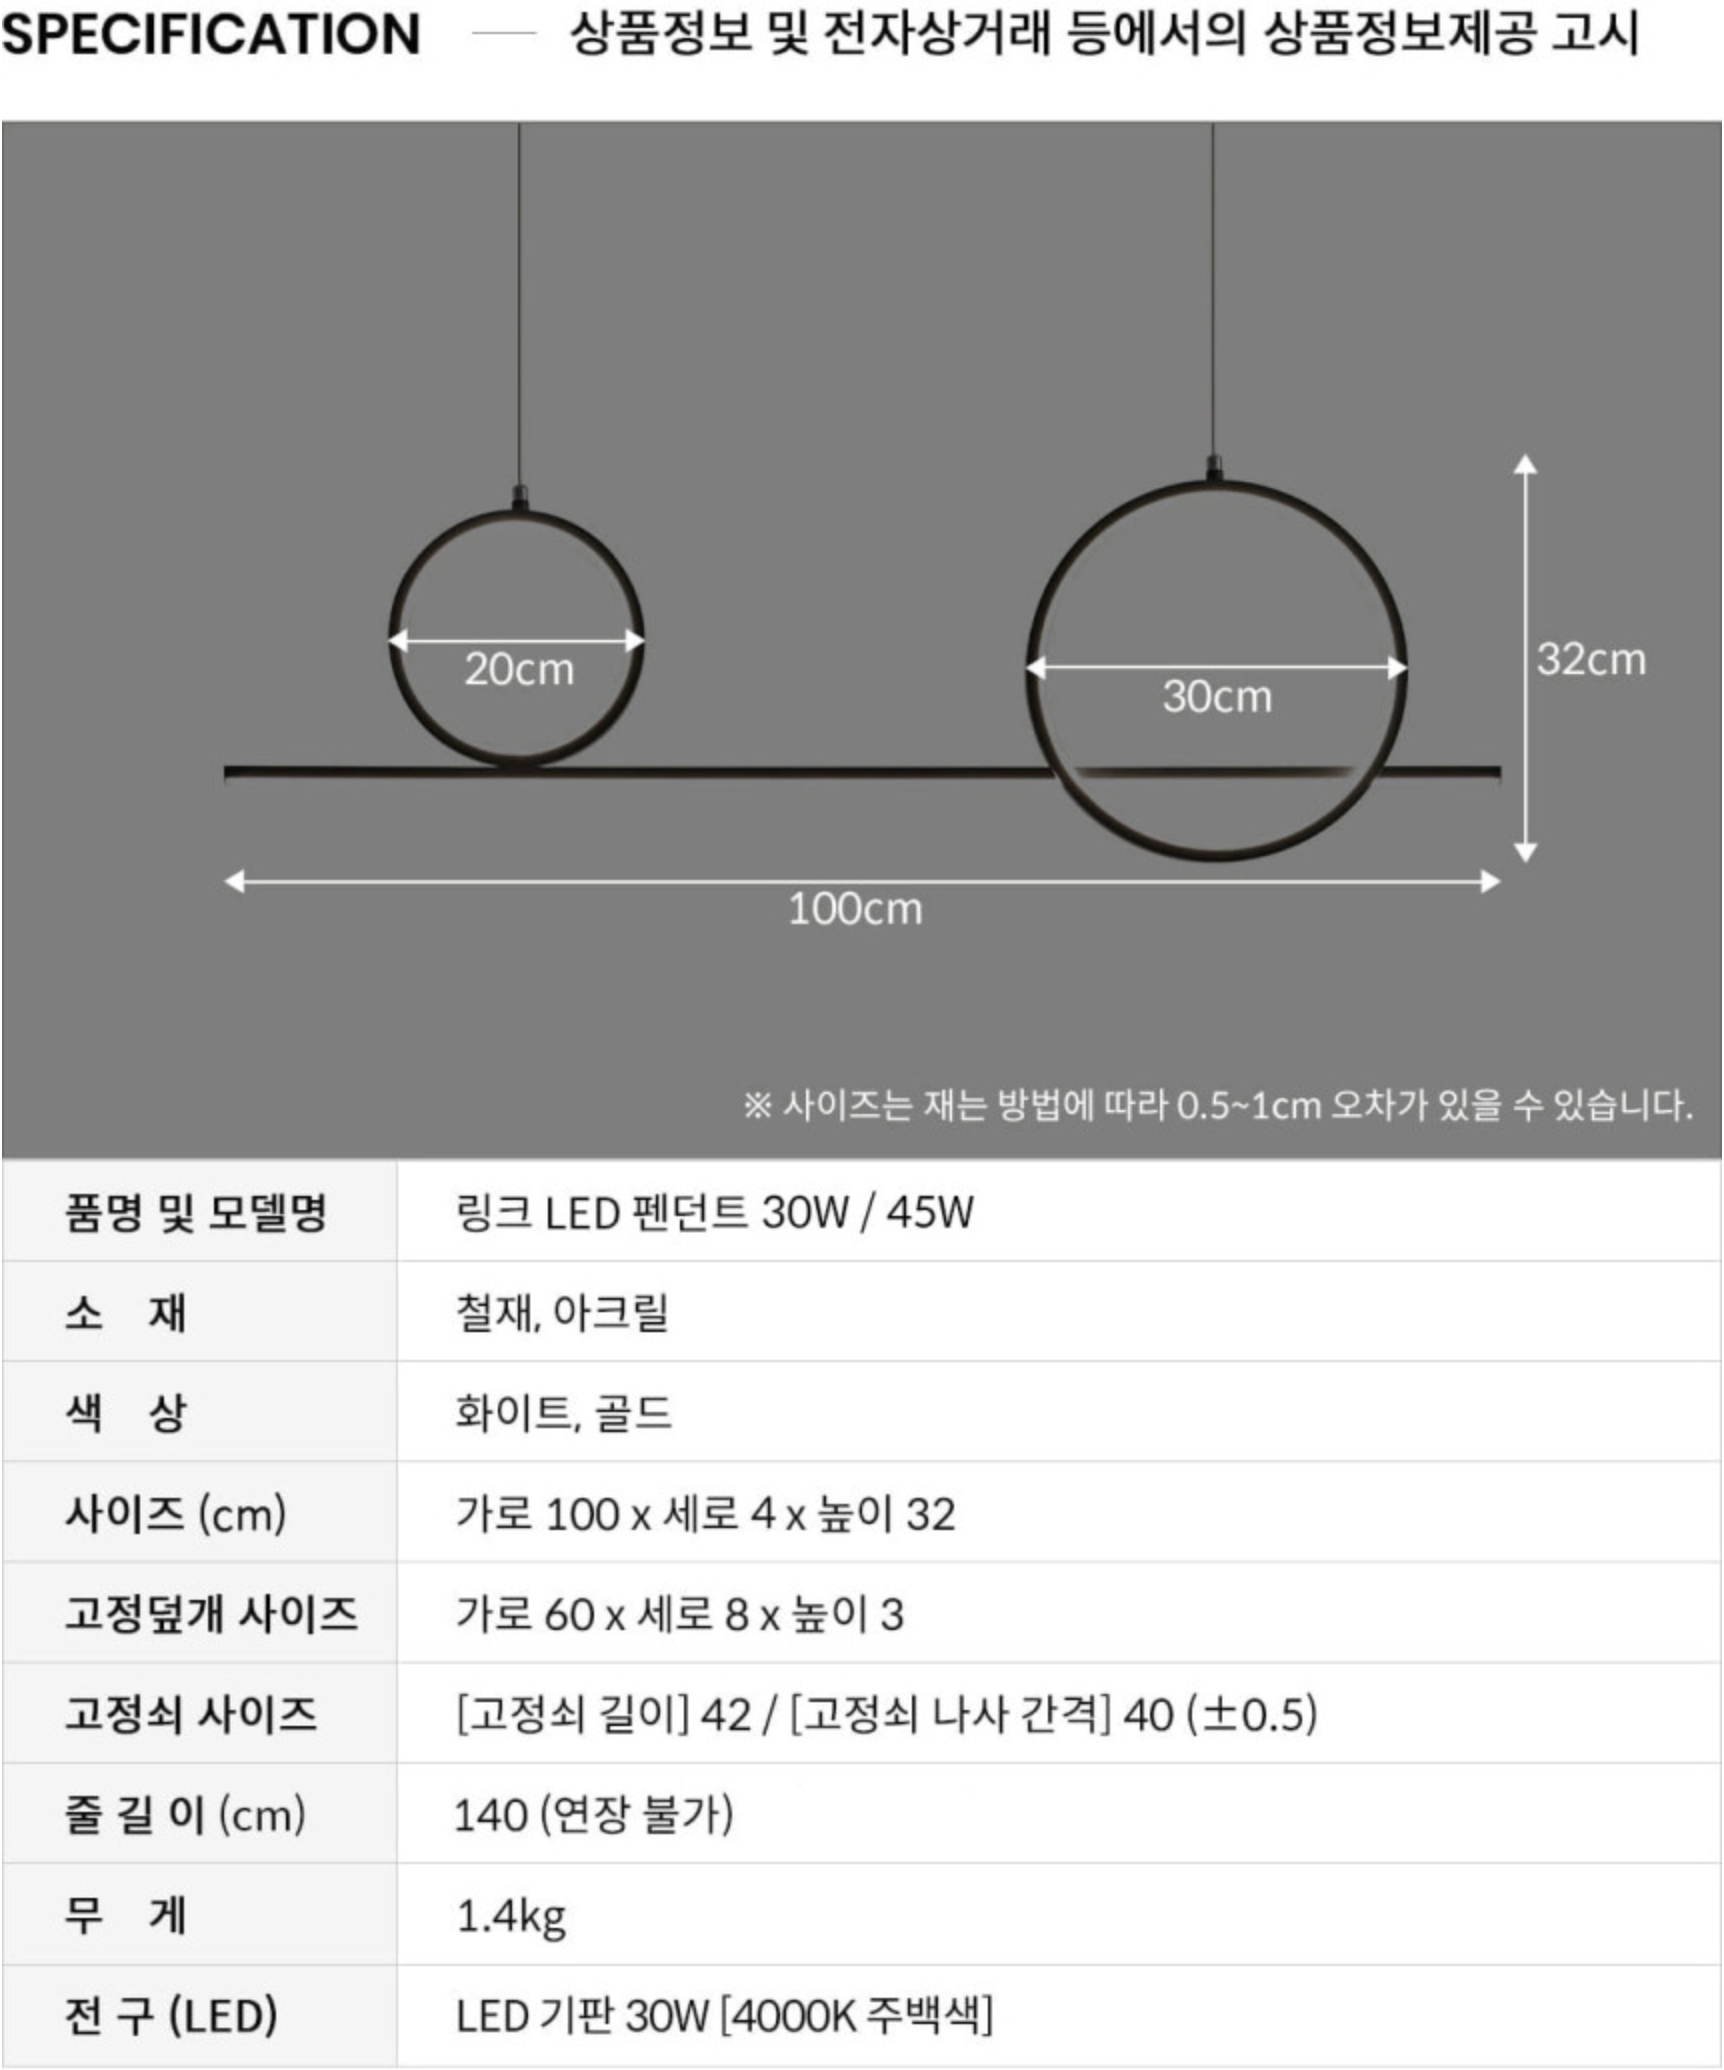 SPECIFICATION — 상품정보 및 전자상거래 등에서의 상품정보제공 고시
20cm
30cm
32cm
100cm
※ 사이즈는 재는 방법에 따라 0.5~1cm 오차가 있을 수 있습니다.
품명 및 모델명 링크 LED 펜던트 30W / 45W
소 재 철재, 아크릴
색 상 화이트, 골드
사이즈 (cm) 가로 100 x 세로 4 x 높이 32
고정덮개 사이즈 가로 60 x 세로 8 x 높이 3
고정쇠 사이즈 [고정쇠 길이] 42 / [고정쇠 나사 간격] 40 (±0.5)
줄 길 이 (cm) 140 (연장 불가)
무 게 1.4kg
전 구 (LED) LED 기판 30W [4000K 주백색]